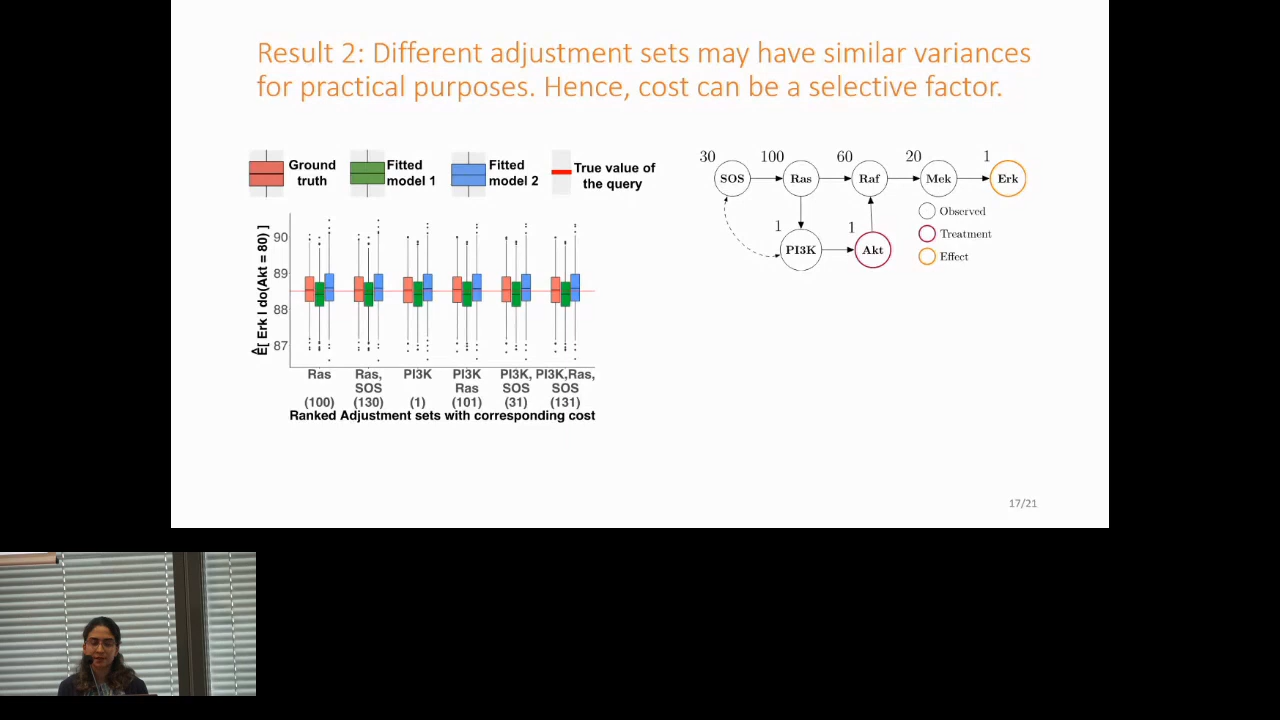 Result 2: Different adjustment sets may have similar variances
for practical purposes. Hence, cost can be a selective factor.
Ground truth
Fitted model 1
Fitted model 2
True value of the query
Ê[ Erk | do(Akt = 80) ]
90
89
88
87
Ras
(100)
Ras, SOS
(130)
PI3K
(1)
PI3K Ras
(101)
PI3K, SOS
(31)
PI3K,Ras, SOS
(131)
Ranked Adjustment sets with corresponding cost
30
100
60
20
1
SOS
Ras
Raf
Mek
Erk
1
1
PI3K
Akt
Observed
Treatment
Effect
17/21